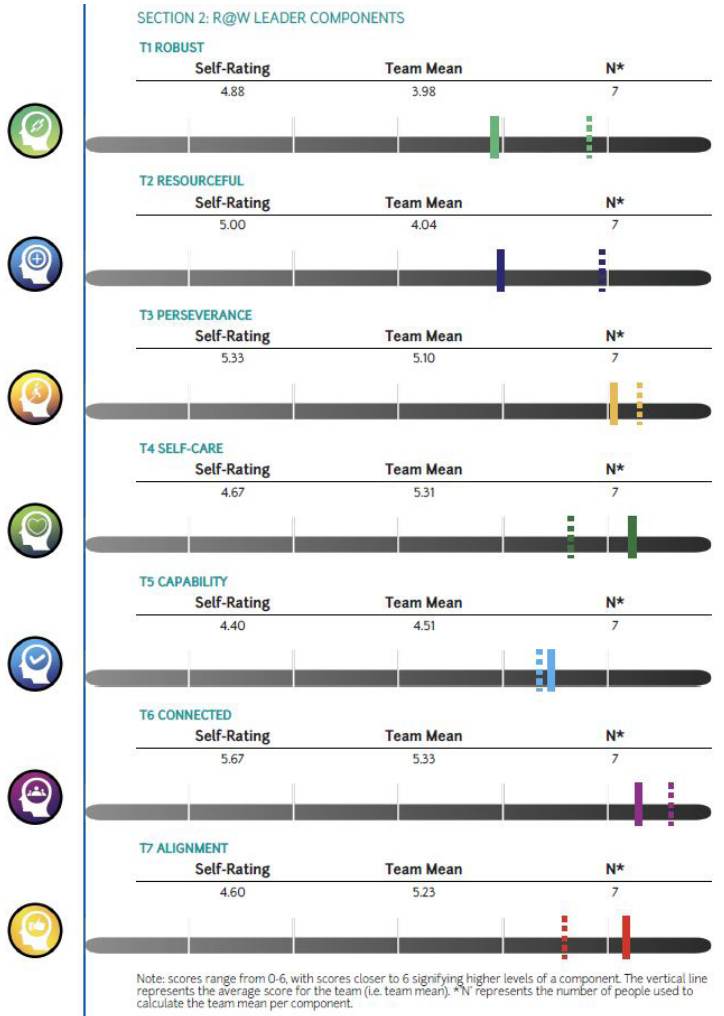 SECTION 2: R@W LEADER COMPONENTS
T1 ROBUST
Self-Rating Team Mean N*
4.88 3.98 7
T2 RESOURCEFUL
Self-Rating Team Mean N*
5.00 4.04 7
T3 PERSEVERANCE
Self-Rating Team Mean N*
5.33 5.10 7
T4 SELF-CARE
Self-Rating Team Mean N*
4.67 5.31 7
T5 CAPABILITY
Self-Rating Team Mean N*
4.40 4.51 7
T6 CONNECTED
Self-Rating Team Mean N*
5.67 5.33 7
T7 ALIGNMENT
Self-Rating Team Mean N*
4.60 5.23 7
Note: scores range from 0-6, with scores closer to 6 signifying higher levels of a component. The vertical line
represents the average score for the team (i.e. team mean). *'N' represents the number of people used to
calculate the team mean per component.